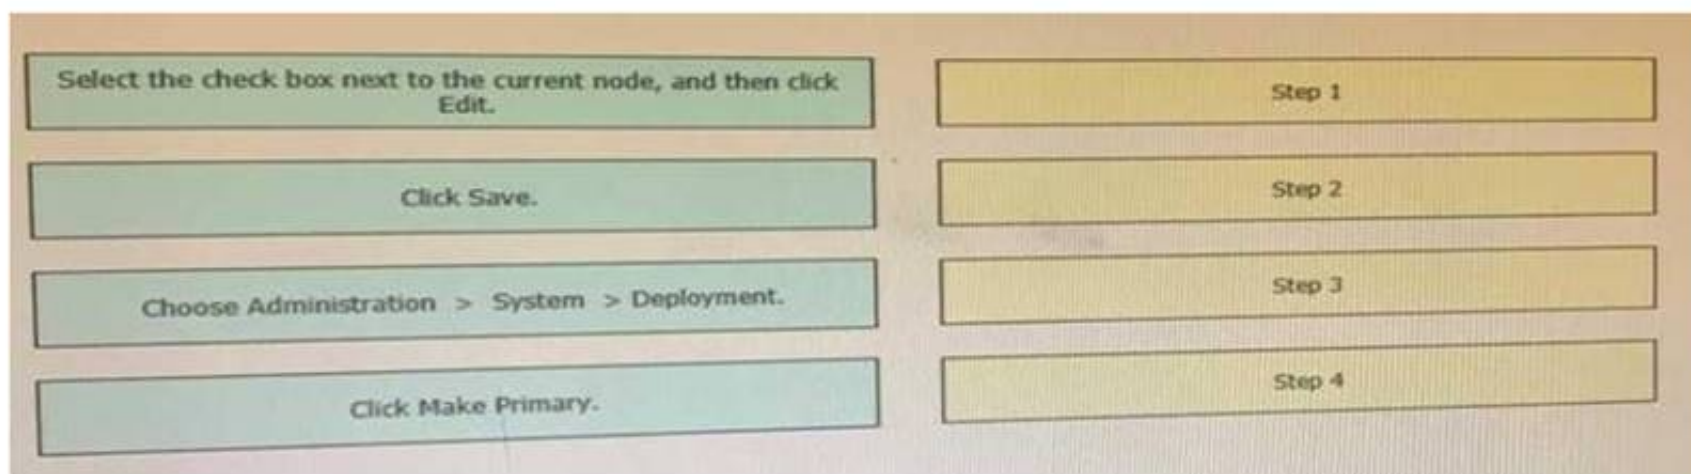 Select the check box next to the current node, and then click
Edit.
Click Save.
Choose Administration > System > Deployment.
Click Make Primary.
Step 1
Step 2
Step 3
Step 4